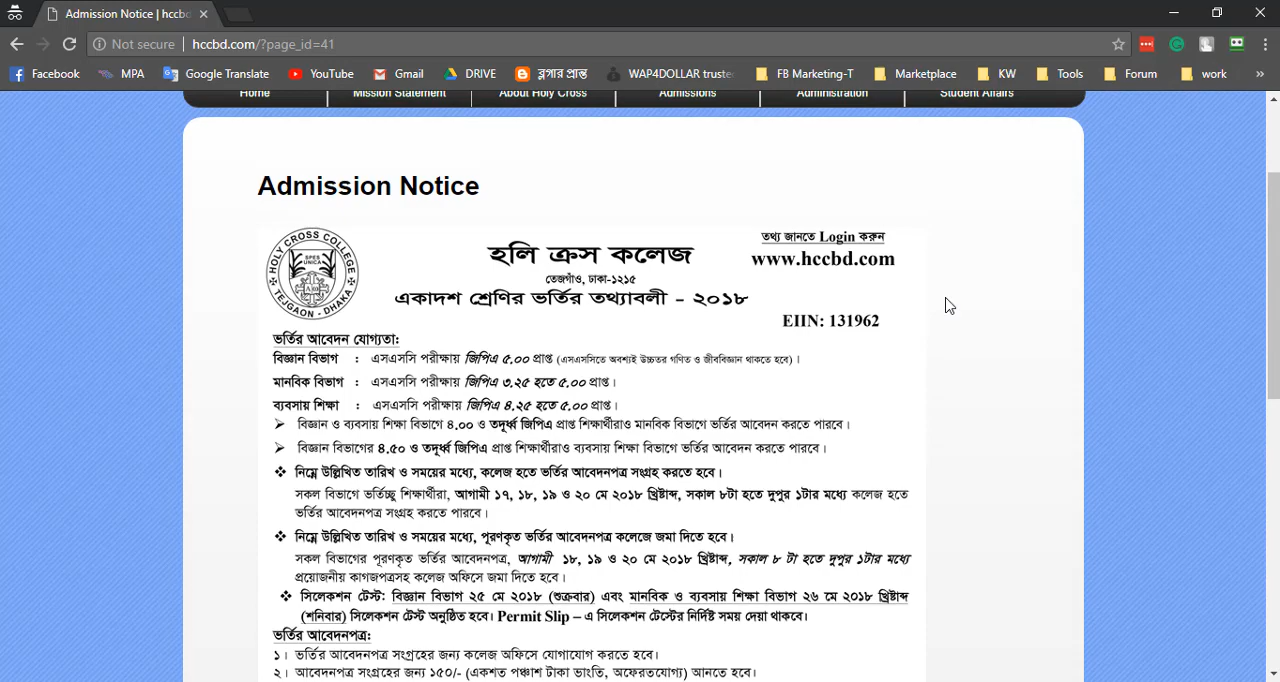 Admission Notice | hccbd
Not secure | hccbd.com/?page_id=41
Facebook MPA Google Translate YouTube Gmail DRIVE ব্লগার প্রান্ত WAP4DOLLAR truste FB Marketing-T Marketplace KW Tools Forum work »
Home Mission Statement About Holy Cross Admissions Administration Student Affairs
Admission Notice
HOLY CROSS COLLEGE
SPES UNICA
TEJGAON - DHAKA
হলি ক্রস কলেজ
তেজগাঁও, ঢাকা-১২১৫
একাদশ শ্রেণির ভর্তির তথ্যাবলী - ২০১৮
তথ্য জানতে Login করুন
www.hccbd.com
EIIN: 131962
ভর্তির আবেদন যোগ্যতা:
বিজ্ঞান বিভাগ : এসএসসি পরীক্ষায় জিপিএ ৫.০০ প্রাপ্ত (এসএসসিতে অবশ্যই উচ্চতর গণিত ও জীববিজ্ঞান থাকতে হবে)।
মানবিক বিভাগ : এসএসসি পরীক্ষায় জিপিএ ৩.২৫ হতে ৫.০০ প্রাপ্ত।
ব্যবসায় শিক্ষা : এসএসসি পরীক্ষায় জিপিএ ৪.২৫ হতে ৫.০০ প্রাপ্ত।
➢ বিজ্ঞান ও ব্যবসায় শিক্ষা বিভাগে ৪.০০ ও তদূর্ধ্ব জিপিএ প্রাপ্ত শিক্ষার্থীরাও মানবিক বিভাগে ভর্তির আবেদন করতে পারবে।
➢ বিজ্ঞান বিভাগের ৪.৫০ ও তদূর্ধ্ব জিপিএ প্রাপ্ত শিক্ষার্থীরাও ব্যবসায় শিক্ষা বিভাগে ভর্তির আবেদন করতে পারবে।
❖ নিম্নে উল্লিখিত তারিখ ও সময়ের মধ্যে, কলেজ হতে ভর্তির আবেদনপত্র সংগ্রহ করতে হবে।
সকল বিভাগে ভর্তিচ্ছু শিক্ষার্থীরা, আগামী ১৭, ১৮, ১৯ ও ২০ মে ২০১৮ খ্রিষ্টাব্দ, সকাল ৮টা হতে দুপুর ১টার মধ্যে কলেজ হতে
ভর্তির আবেদনপত্র সংগ্রহ করতে পারবে।
❖ নিম্নে উল্লিখিত তারিখ ও সময়ের মধ্যে, পূরণকৃত ভর্তির আবেদনপত্র কলেজে জমা দিতে হবে।
সকল বিভাগের পূরণকৃত ভর্তির আবেদনপত্র, আগামী ১৮, ১৯ ও ২০ মে ২০১৮ খ্রিষ্টাব্দ, সকাল ৮ টা হতে দুপুর ১টার মধ্যে
প্রয়োজনীয় কাগজপত্রসহ কলেজ অফিসে জমা দিতে হবে।
❖ সিলেকশন টেস্ট: বিজ্ঞান বিভাগ ২৫ মে ২০১৮ (শুক্রবার) এবং মানবিক ও ব্যবসায় শিক্ষা বিভাগ ২৬ মে ২০১৮ খ্রিষ্টাব্দ
(শনিবার) সিলেকশন টেস্ট অনুষ্ঠিত হবে। Permit Slip – এ সিলেকশন টেস্টের নির্দিষ্ট সময় দেয়া থাকবে।
ভর্তির আবেদনপত্র:
১। ভর্তির আবেদনপত্র সংগ্রহের জন্য কলেজ অফিসে যোগাযোগ করতে হবে।
২। আবেদনপত্র সংগ্রহের জন্য ১৫০/- (একশত পঞ্চাশ টাকা ভাংতি, অফেরতযোগ্য) আনতে হবে।